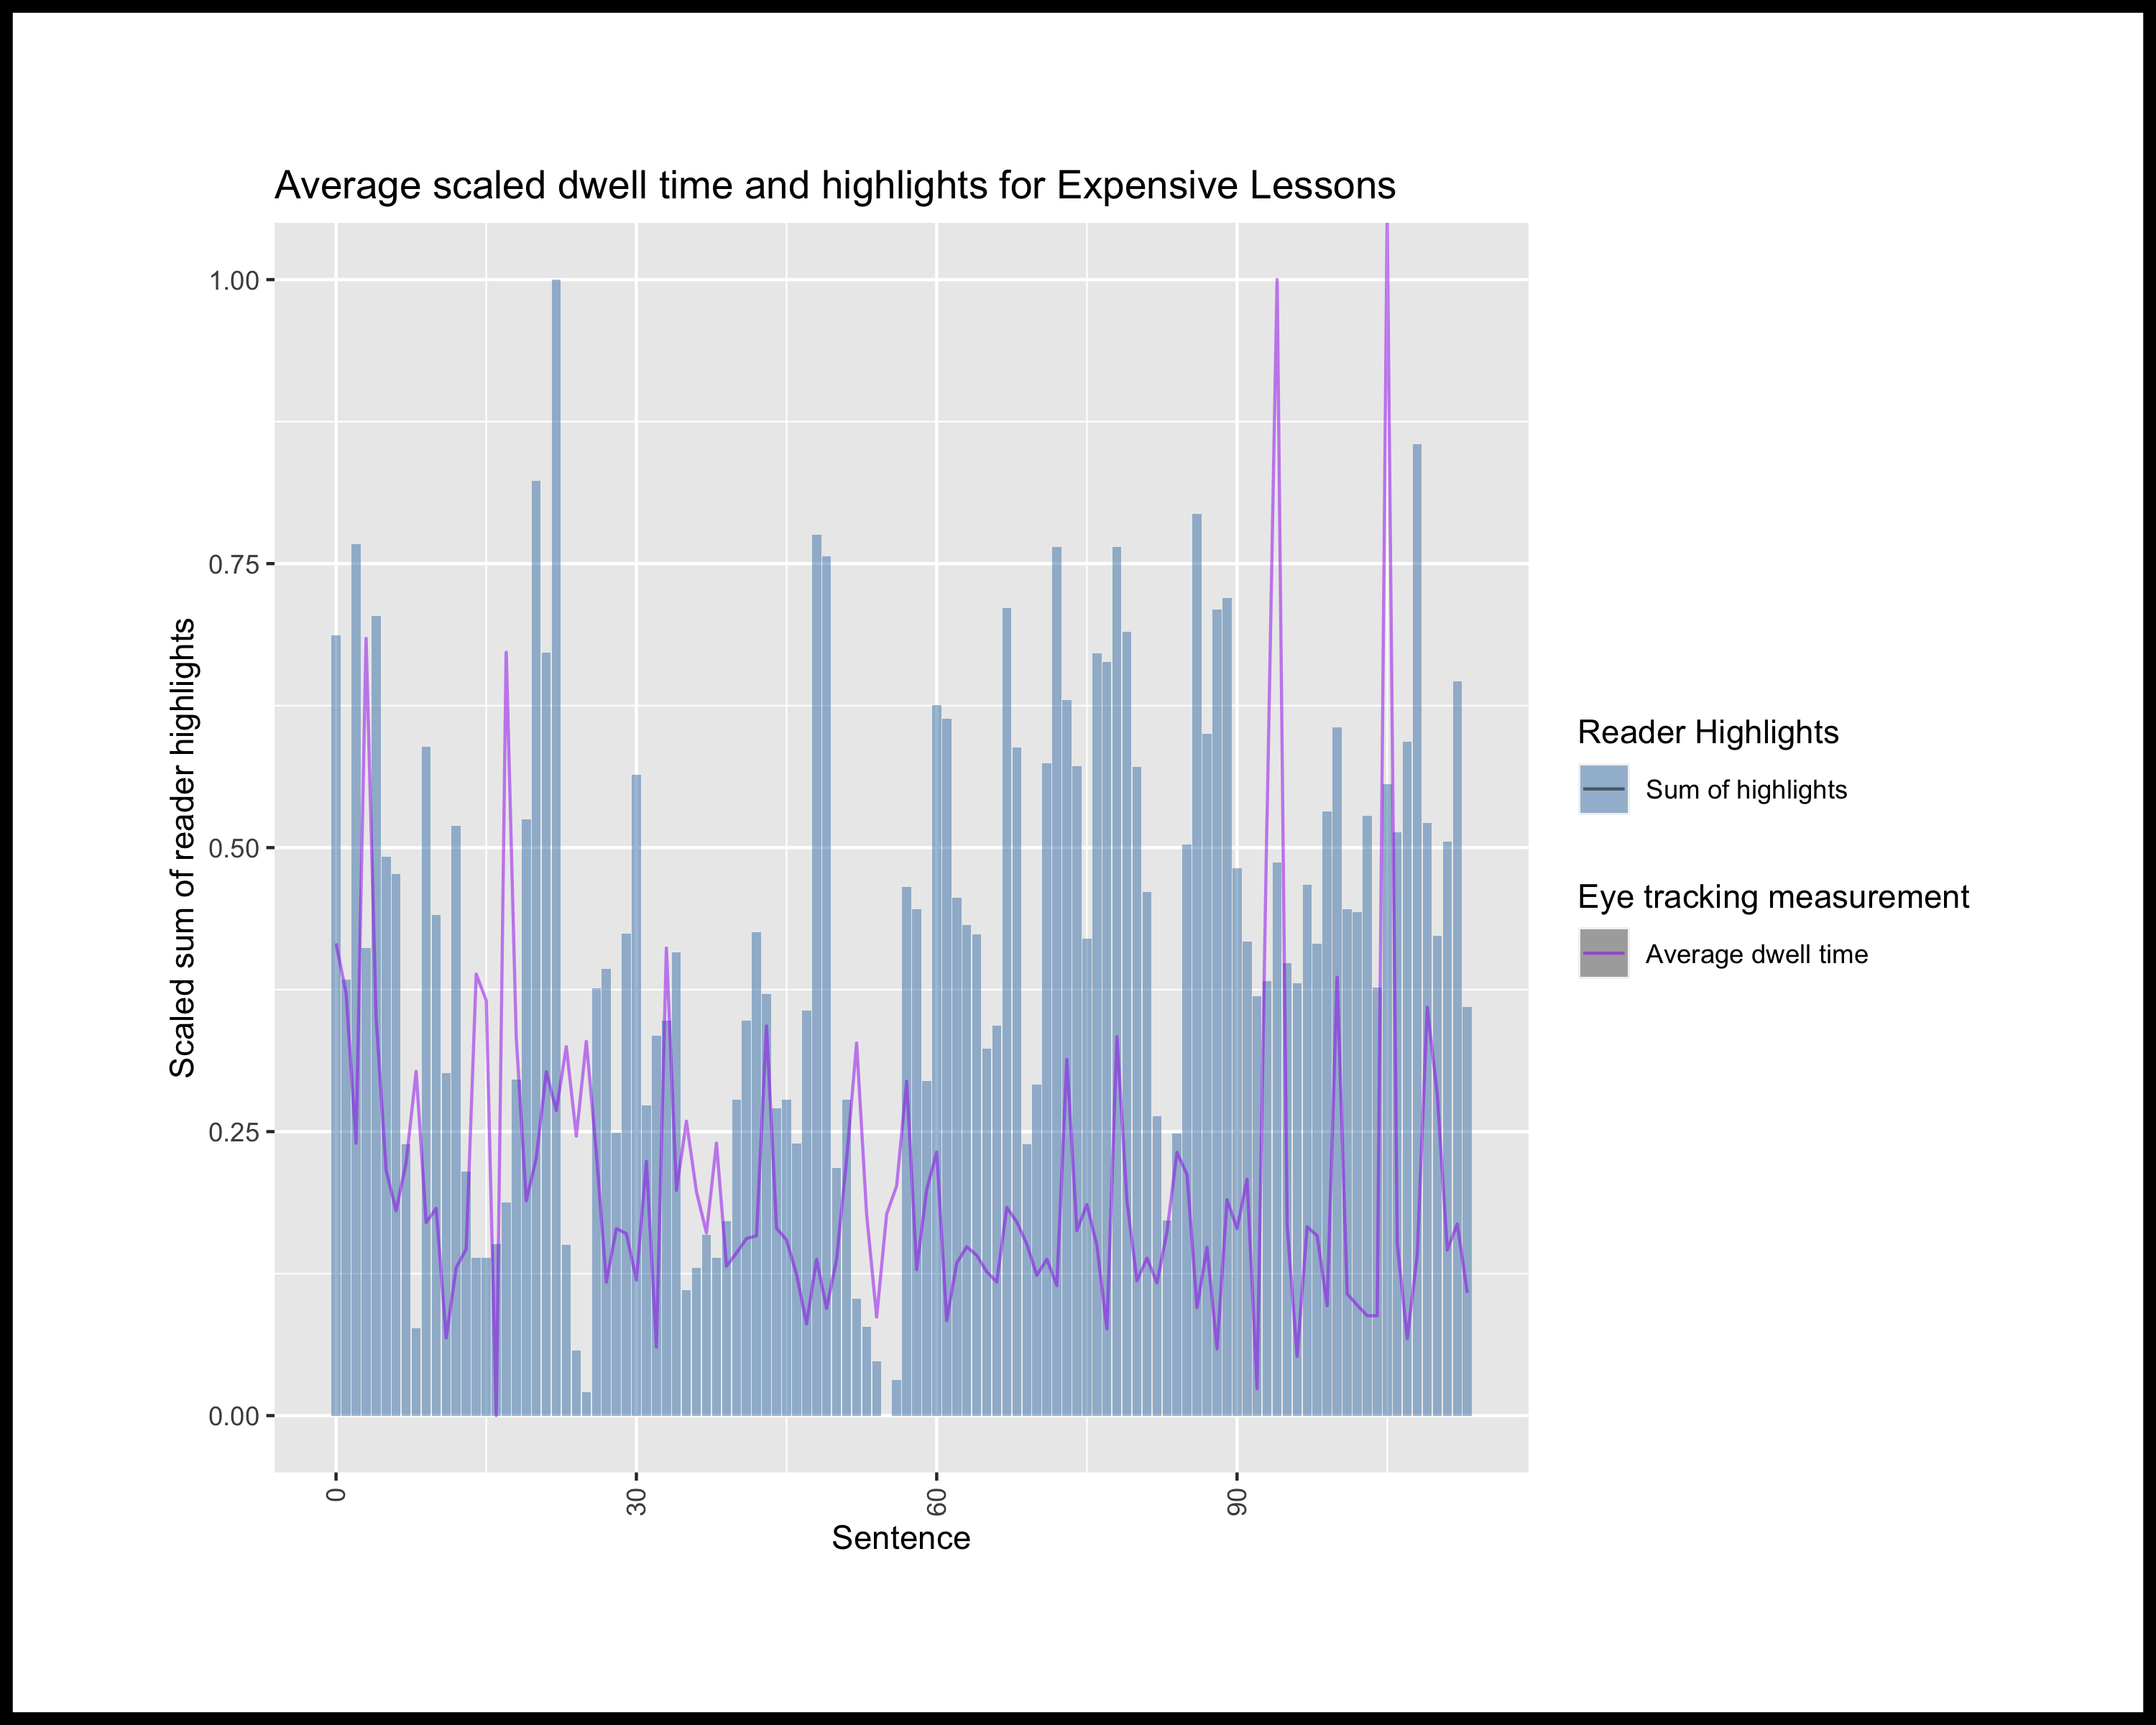 Average scaled dwell time and highlights for Expensive Lessons
Scaled sum of reader highlights
1.00
0.75
0.50
0.25
0.00
0
30
60
90
Sentence
Reader Highlights
Sum of highlights
Eye tracking measurement
Average dwell time